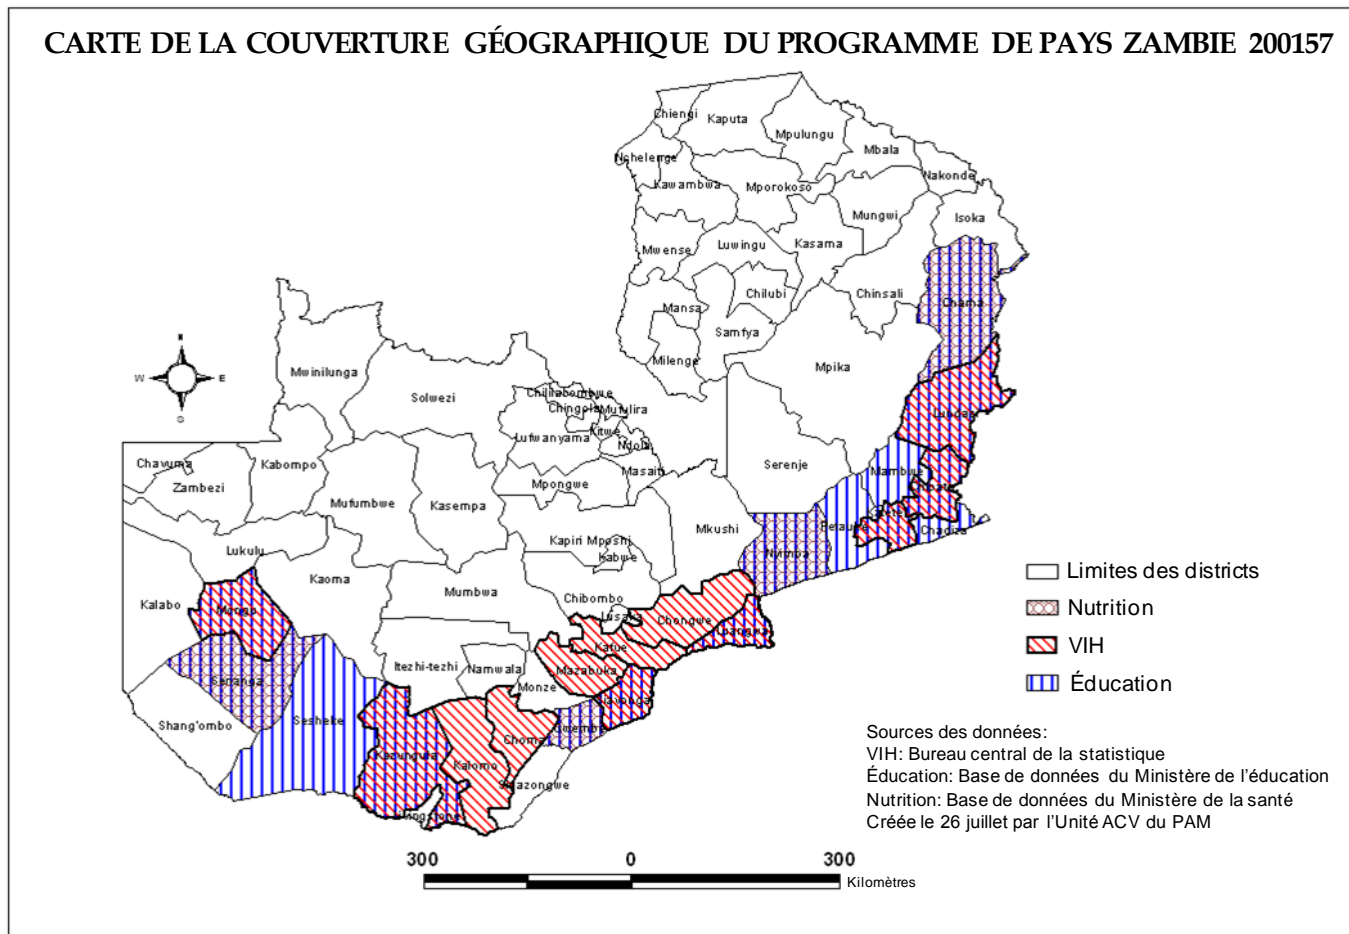 CARTE DE LA COUVERTURE GÉOGRAPHIQUE DU PROGRAMME DE PAYS ZAMBIE 200157
Chiengi
Kaputa
Mpulungu
Mbala
Nchelenge
Nakonde
Kawambwa
Mporokoso
Mungwi
Isoka
Mwense
Luwingu
Kasama
Chilubi
Chinsali
Mansa
Chama
Samfya
Milenge
Mpika
N
W
E
S
Mwinilunga
Solwezi
Chililabombwe
Chingola
Mufulira
Kitwe
Lufwanyama
Ndola
Lundazi
Chavuma
Kabompo
Masaiti
Serenje
Mambwe
Zambezi
Mpongwe
Mufumbwe
Kasempa
Mkushi
Petauke
Chadiza
Kapiri Mposhi
Kabwe
Nyimba
Lukulu
Kaoma
Mumbwa
Chibombo
Kalabo
Mongo
Lusaka
Chongwe
Luangwa
Kafue
Itezhi-tezhi
Namwala
Mazabuka
Monze
Senanga
Siavonga
Shang'ombo
Sesheke
Gwembe
Choma
Kazungula
Kalomo
Sinazongwe
Livingstone
Limites des districts
Nutrition
VIH
Éducation
Sources des données:
VIH: Bureau central de la statistique
Éducation: Base de données du Ministère de l'éducation
Nutrition: Base de données du Ministère de la santé
Créée le 26 juillet par l'Unité ACV du PAM
300 0 300
Kilomètres